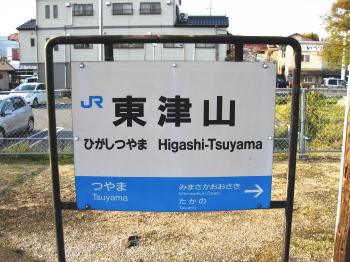 JR 東津山
ひがしつやま Higashi-Tsuyama
つやま
Tsuyama
みまさかおおさき
Mimasaka-Osaki
たかの
Takano